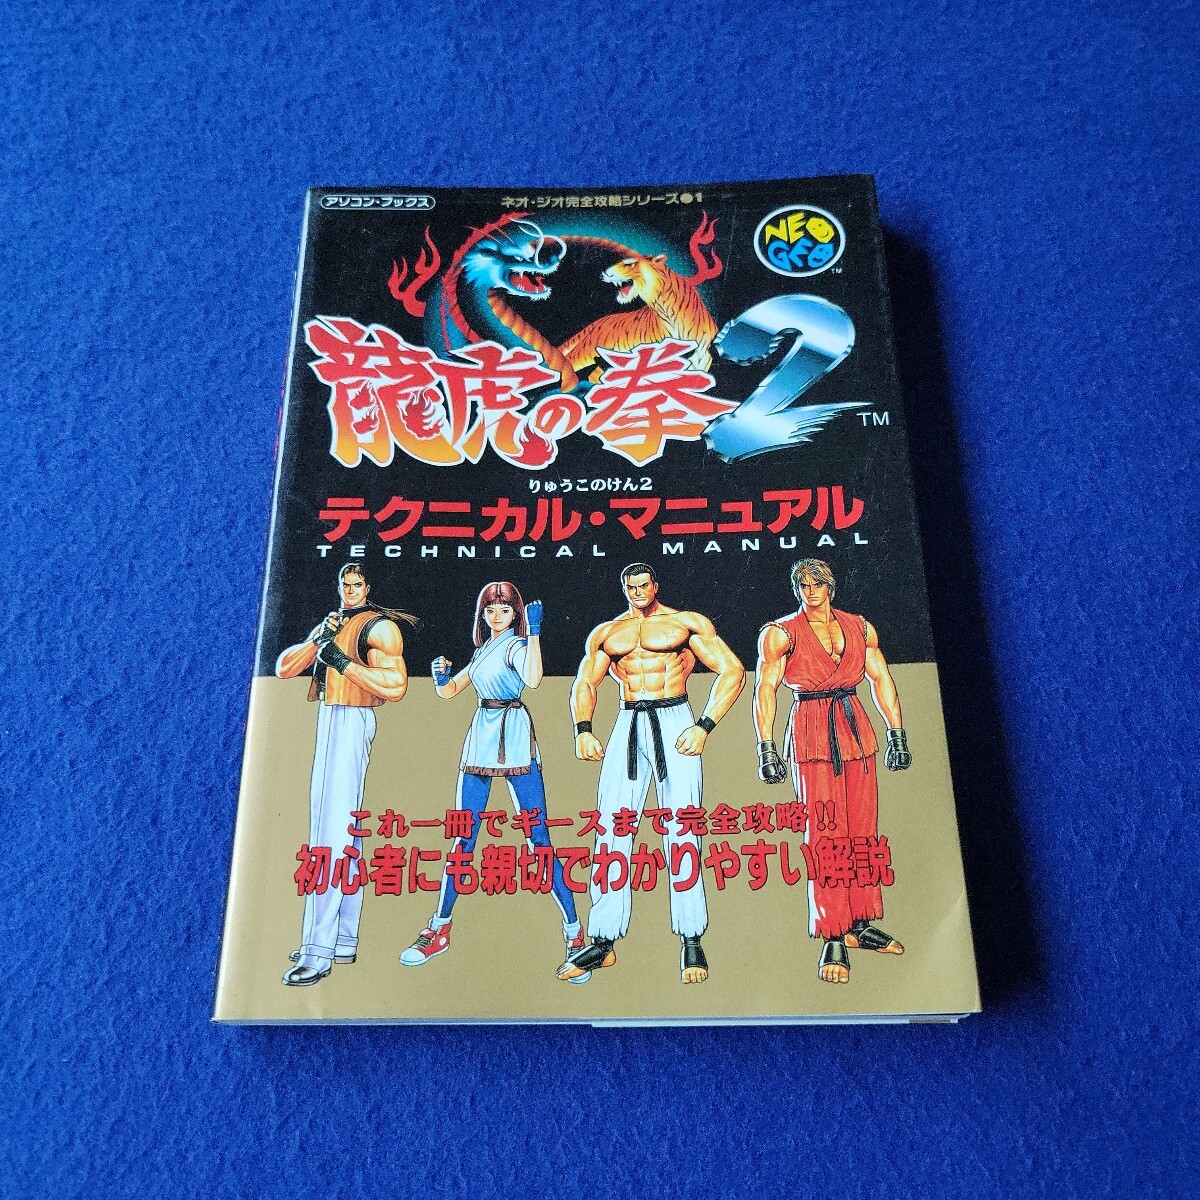 アソコン・ブックス
ネオ・ジオ完全攻略シリーズ●1
NEO
GEO
TM
龍虎の拳2
TM
りゅうこのけん2
テクニカル・マニュアル
TECHNICAL MANUAL
これ一冊でギースまで完全攻略!!
初心者にも親切でわかりやすい解説